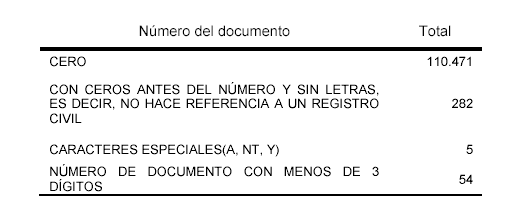 Número del documento Total
CERO 110.471
CON CEROS ANTES DEL NÚMERO Y SIN LETRAS,
ES DECIR, NO HACE REFERENCIA A UN REGISTRO 282
CIVIL
CARACTERES ESPECIALES(A, NT, Y) 5
NÚMERO DE DOCUMENTO CON MENOS DE 3 54
DÍGITOS